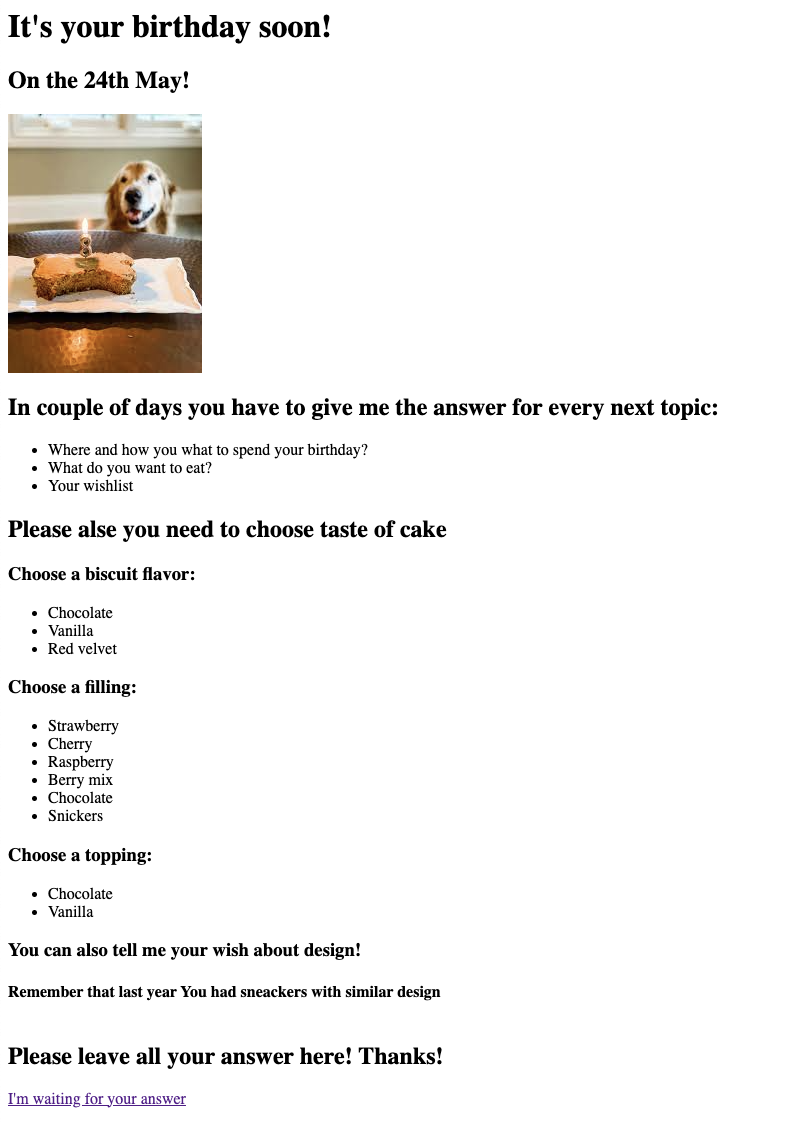 It's your birthday soon!
On the 24th May!
8
In couple of days you have to give me the answer for every next topic:
Where and how you what to spend your birthday?
What do you want to eat?
Your wishlist
Please alse you need to choose taste of cake
Choose a biscuit flavor:
Chocolate
Vanilla
Red velvet
Choose a filling:
Strawberry
Cherry
Raspberry
Berry mix
Chocolate
Snickers
Choose a topping:
Chocolate
Vanilla
You can also tell me your wish about design!
Remember that last year You had sneackers with similar design
Please leave all your answer here! Thanks!
I'm waiting for your answer